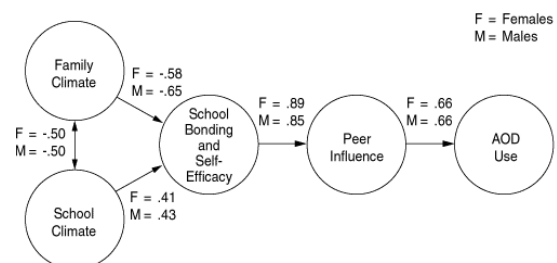 F = Females
M = Males
Family
Climate
F = -.58
M = -.65
F = -.50
M = -.50
School
Bonding
and
Self-
Efficacy
F = .89
M = .85
Peer
Influence
F = .66
M = .66
AOD
Use
School
Climate
F = .41
M = .43